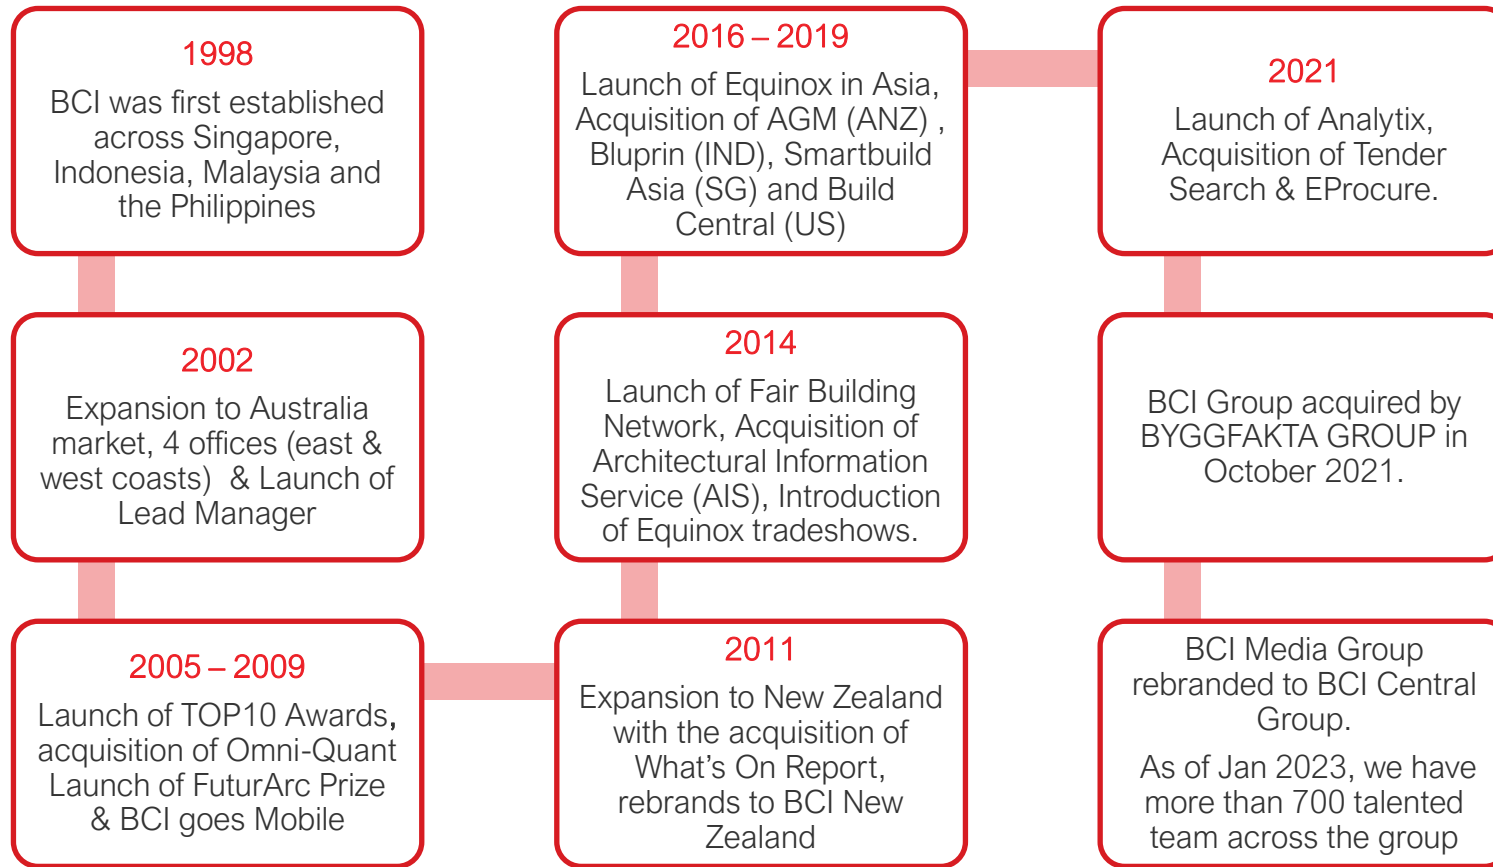 1998
BCI was first established
across Singapore,
Indonesia, Malaysia and
the Philippines
2002
Expansion to Australia
market, 4 offices (east &
west coasts)  & Launch of
Lead Manager
2005 – 2009
Launch of TOP10 Awards,
acquisition of Omni-Quant
Launch of FuturArc Prize
& BCI goes Mobile
2011
Expansion to New Zealand
with the acquisition of
What’s On Report,
rebrands to BCI New
Zealand
2014
Launch of Fair Building
Network, Acquisition of
Architectural Information
Service (AIS), Introduction
of Equinox tradeshows.
2016 – 2019
Launch of Equinox in Asia,
Acquisition of AGM (ANZ) ,
Bluprin (IND), Smartbuild
Asia (SG) and Build
Central (US)
2021
Launch of Analytix,
Acquisition of Tender
Search & EProcure.
BCI Group acquired by
BYGGFAKTA GROUP in
October 2021.
BCI Media Group
rebranded to BCI Central
Group.
As of Jan 2023, we have
more than 700 talented
team across the group